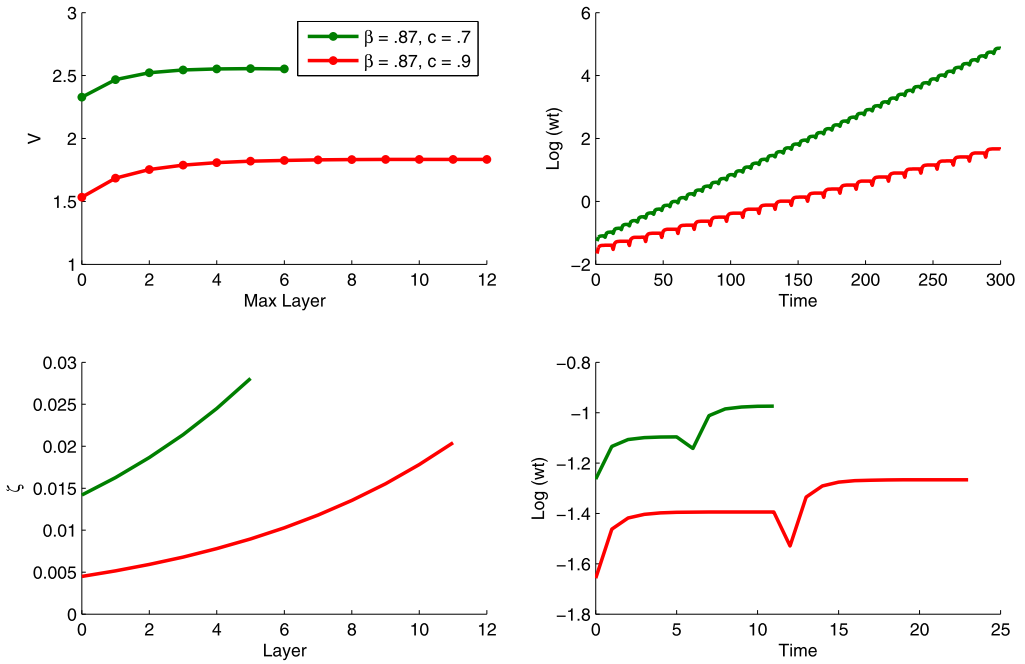 3
2.5
2
1.5
1
V
0 2 4 6 8 10 12
Max Layer
β = .87, c = .7
β = .87, c = .9
6
4
2
0
−2
Log (wt)
0 50 100 150 200 250 300
Time
0.03
0.025
0.02
0.015
0.01
0.005
0
ζ
0 2 4 6 8 10 12
Layer
−0.8
−1
−1.2
−1.4
−1.6
−1.8
Log (wt)
0 5 10 15 20 25
Time